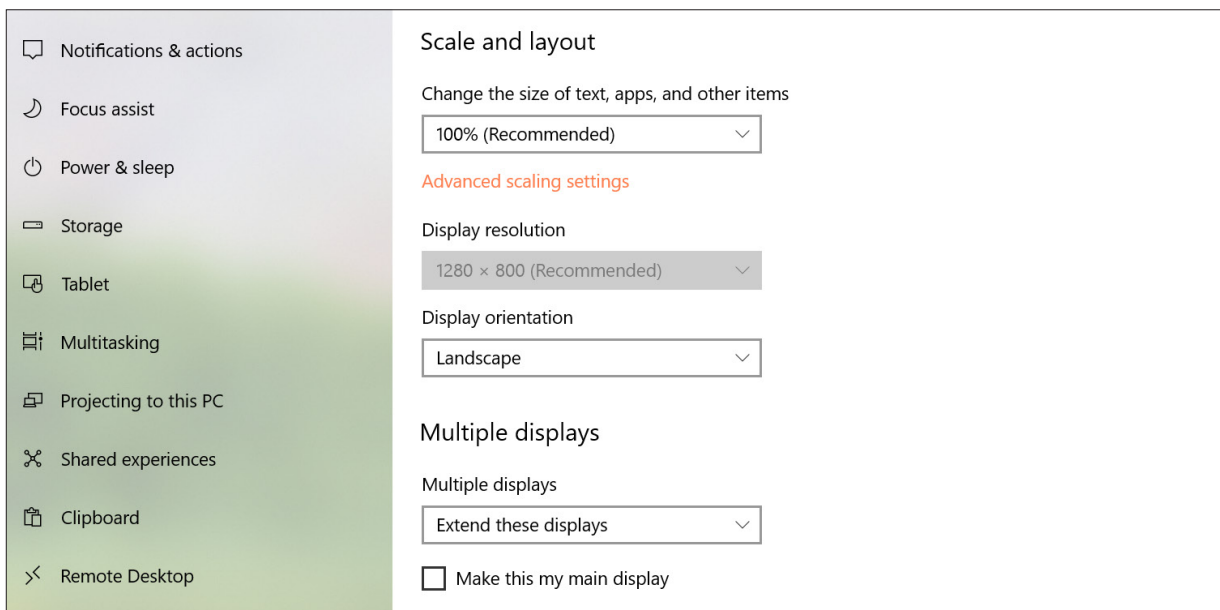 Notifications & actions
Focus assist
Power & sleep
Storage
Tablet
Multitasking
Projecting to this PC
Shared experiences
Clipboard
Remote Desktop
Scale and layout
Change the size of text, apps, and other items
100% (Recommended)
Advanced scaling settings
Display resolution
1280 × 800 (Recommended)
Display orientation
Landscape
Multiple displays
Multiple displays
Extend these displays
Make this my main display